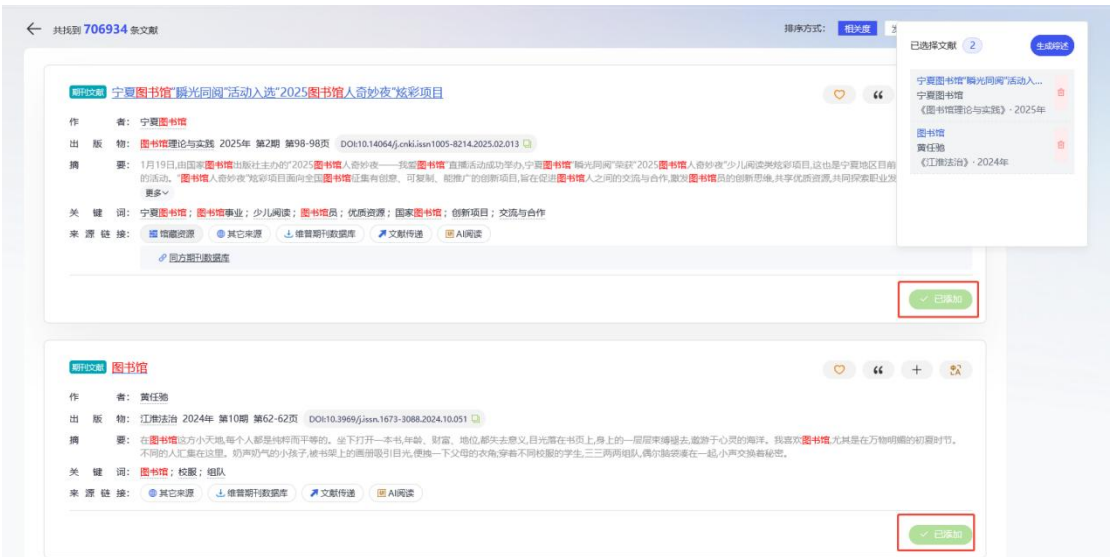 共找到 706934 条文献
排序方式： 相关度
已选择文献 2 生成综述
宁夏图书馆“瞬光同阅”活动入...
宁夏图书馆
《图书馆理论与实践》· 2025年
图书馆
黄任驰
《江淮法治》· 2024年
期刊文献 宁夏图书馆“瞬光同阅”活动入选“2025图书馆人奇妙夜”炫彩项目
作 者： 宁夏图书馆
出 版 物： 图书馆理论与实践 2025年 第2期 第98-98页 DOI:10.14064/j.cnki.issn1005-8214.2025.02.013
摘 要： 1月19日,由国家图书馆出版社主办的“2025图书馆人奇妙夜——我爱图书馆”直播活动成功举办,宁夏图书馆“瞬光同阅”荣获“2025图书馆人奇妙夜”少儿阅读类炫彩项目,这也是宁夏地区目前
的活动。“图书馆人奇妙夜”炫彩项目面向全国图书馆征集有创意、可复制、能推广的创新项目,旨在促进图书馆人之间的交流与合作,激发图书馆员的创新思维,共享优质资源,共同探索职业发
更多
关 键 词： 宁夏图书馆；图书馆事业；少儿阅读；图书馆员；优质资源；国家图书馆；创新项目；交流与合作
来 源 链 接： 馆藏资源 其它来源 维普期刊数据库 文献传递 AI阅读
同方期刊数据库
已添加
期刊文献 图书馆
作 者： 黄任驰
出 版 物： 江淮法治 2024年 第10期 第62-62页 DOI:10.3969/j.issn.1673-3088.2024.10.051
摘 要： 在图书馆这方小天地,每个人都是纯粹而平等的。坐下打开一本书,年龄、财富、地位,都失去意义,目光落在书页上,身上的一层层束缚褪去,遨游于心灵的海洋。我喜欢图书馆,尤其是在万物明媚的初夏时节。
不同的人汇集在这里。奶声奶气的小孩子,被书架上的画册吸引目光,便拽一下父母的衣角;穿着不同校服的学生,三三两两组队,偶尔脑袋凑在一起,小声交换着秘密。
关 键 词： 图书馆；校服；组队
来 源 链 接： 其它来源 维普期刊数据库 文献传递 AI阅读
已添加